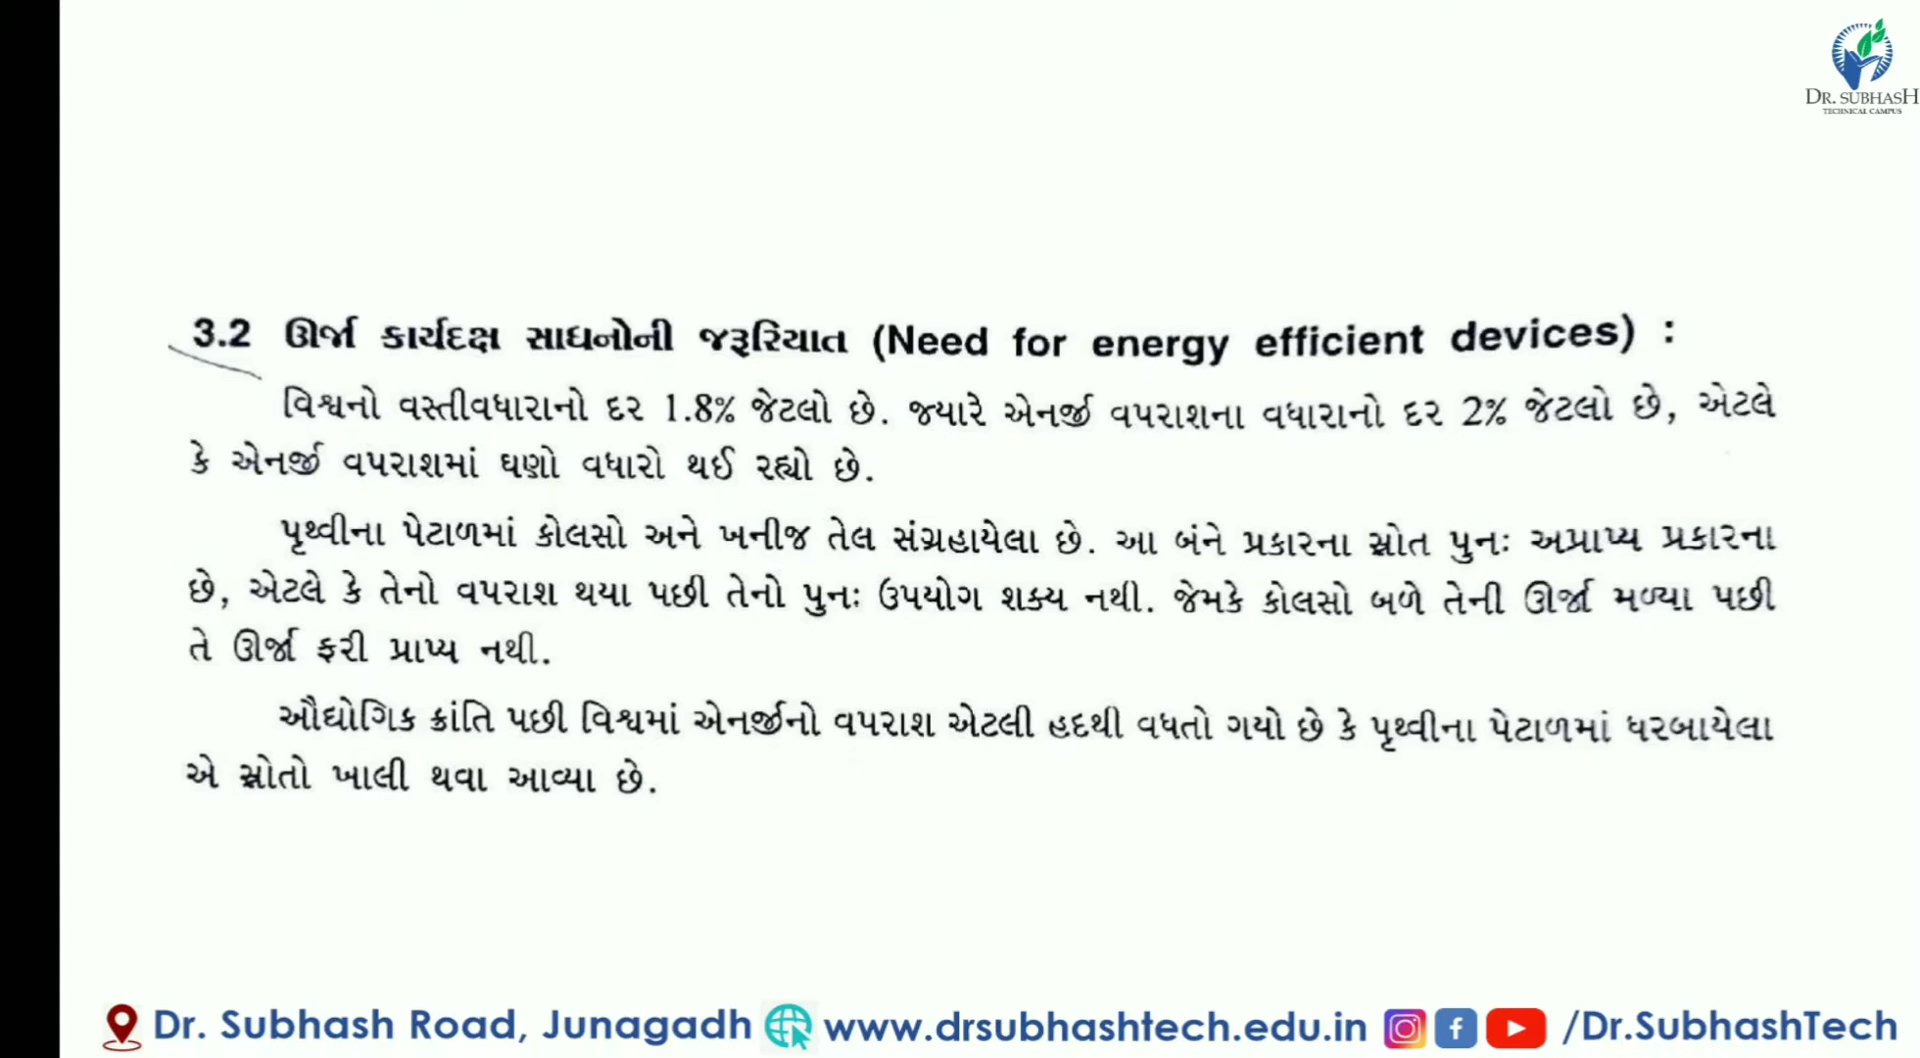 DR. SUBHASH
TECHNICAL CAMPUS
3.2 ઊર્જા કાર્યદક્ષ સાધનોની જરૂરિયાત (Need for energy efficient devices) :
વિશ્વનો વસ્તીવધારાનો દર 1.8% જેટલો છે. જ્યારે એનર્જી વપરાશના વધારાનો દર 2% જેટલો છે, એટલે
કે એનર્જી વપરાશમાં ઘણો વધારો થઈ રહ્યો છે.
પૃથ્વીના પેટાળમાં કોલસો અને ખનીજ તેલ સંગ્રહાયેલા છે. આ બંને પ્રકારના સ્રોત પુનઃ અપ્રાપ્ય પ્રકારના
છે, એટલે કે તેનો વપરાશ થયા પછી તેનો પુનઃ ઉપયોગ શક્ય નથી. જેમકે કોલસો બળે તેની ઊર્જા મળ્યા પછી
તે ઊર્જા ફરી પ્રાપ્ય નથી.
ઔદ્યોગિક ક્રાંતિ પછી વિશ્વમાં એનર્જીનો વપરાશ એટલી હદથી વધતો ગયો છે કે પૃથ્વીના પેટાળમાં ધરબાયેલા
એ સ્રોતો ખાલી થવા આવ્યા છે.
Dr. Subhash Road, Junagadh www.drsubhashtech.edu.in /Dr.SubhashTech